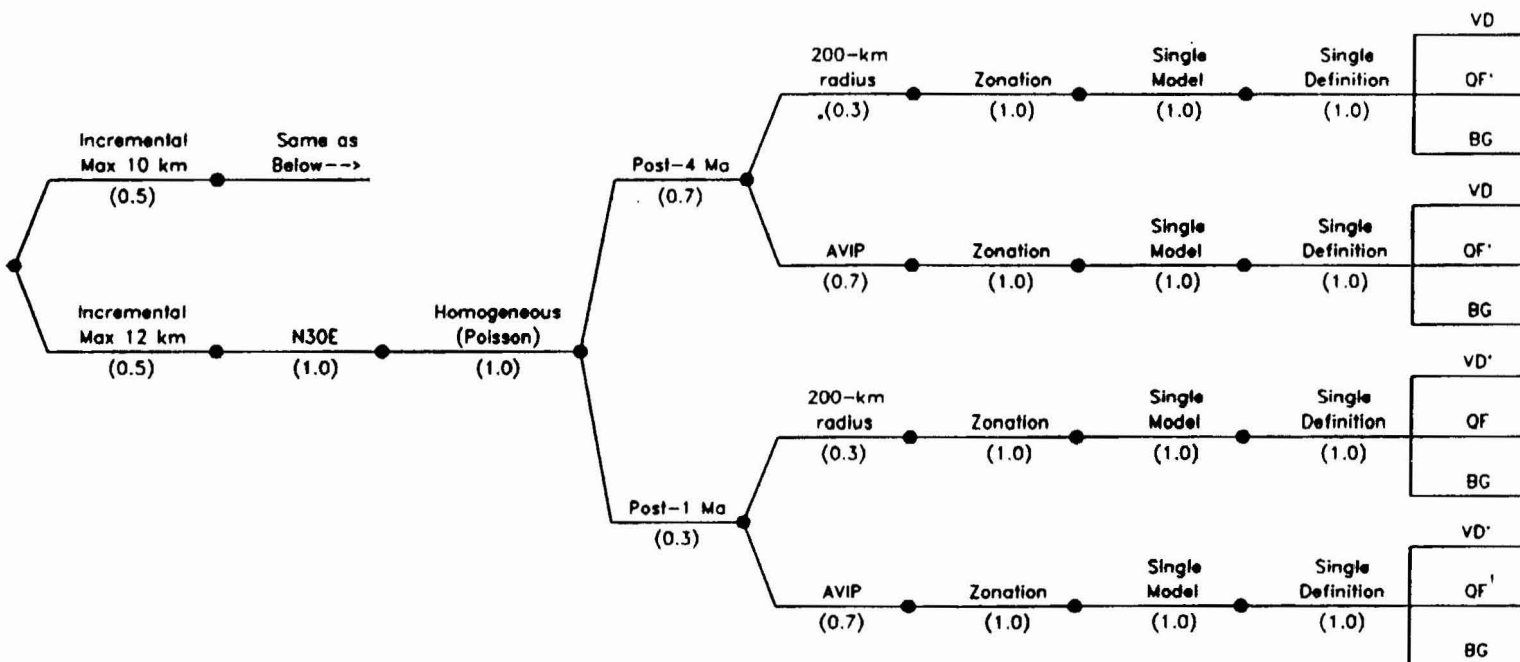 VD
200-km
radius
(0.3)
Zonation
(1.0)
Single
Model
(1.0)
Single
Definition
(1.0)
QF'
BG
Incremental
Max 10 km
(0.5)
Same as
Below-->
Post-4 Ma
(0.7)
VD
AVIP
(0.7)
Zonation
(1.0)
Single
Model
(1.0)
Single
Definition
(1.0)
QF'
BG
Incremental
Max 12 km
(0.5)
N30E
(1.0)
Homogeneous
(Poisson)
(1.0)
VD'
200-km
radius
(0.3)
Zonation
(1.0)
Single
Model
(1.0)
Single
Definition
(1.0)
QF
BG
Post-1 Ma
(0.3)
VD'
AVIP
(0.7)
Zonation
(1.0)
Single
Model
(1.0)
Single
Definition
(1.0)
QF'
BG